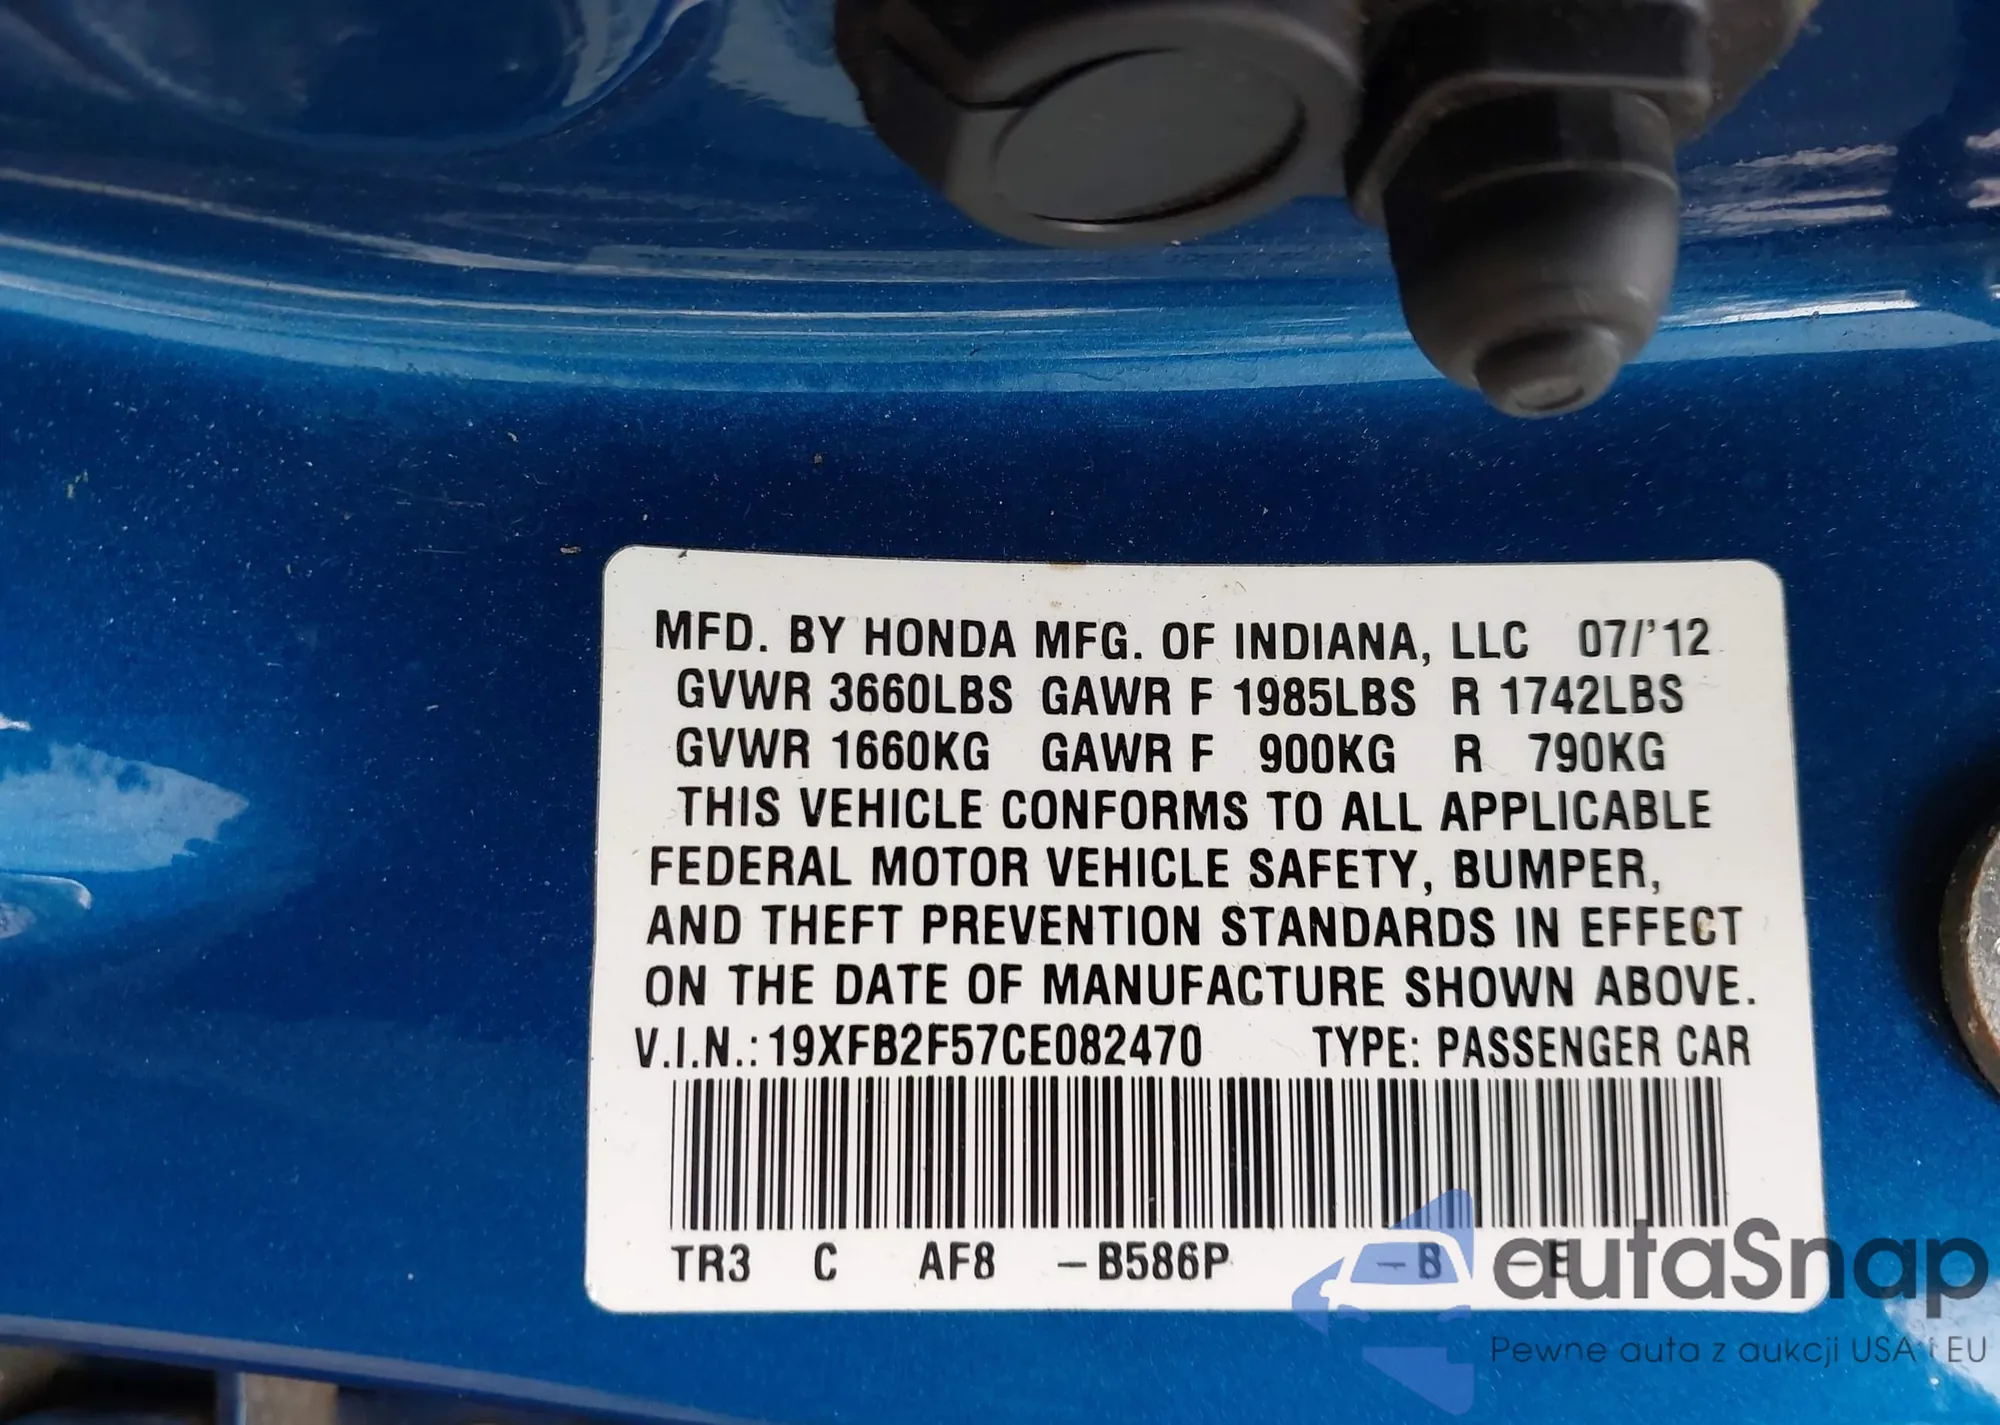 MFD. BY HONDA MFG. OF INDIANA, LLC 07/'12
GVWR 3660LBS GAWR F 1985LBS R 1742LBS
GVWR 1660KG GAWR F 900KG R 790KG
THIS VEHICLE CONFORMS TO ALL APPLICABLE
FEDERAL MOTOR VEHICLE SAFETY, BUMPER,
AND THEFT PREVENTION STANDARDS IN EFFECT
ON THE DATE OF MANUFACTURE SHOWN ABOVE.
V.I.N.: 19XFB2F57CE082470 TYPE: PASSENGER CAR
TR3 C AF8 –B586P –B –E
autaSnap
Pewne auta z aukcji USA i EU